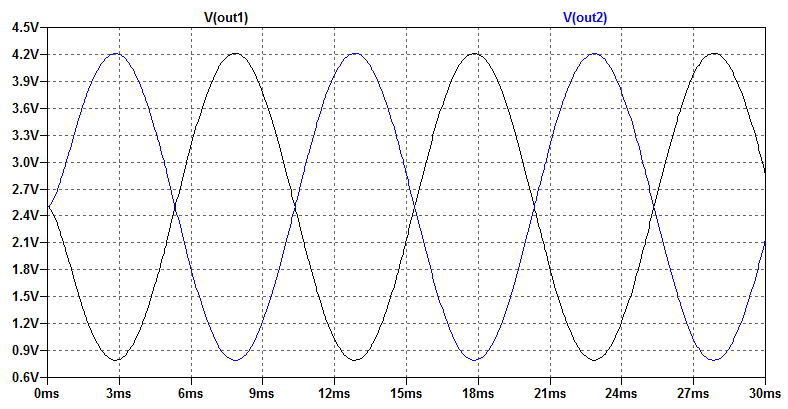 V(out1) V(out2)
4.5V
4.2V
3.9V
3.6V
3.3V
3.0V
2.7V
2.4V
2.1V
1.8V
1.5V
1.2V
0.9V
0.6V
0ms 3ms 6ms 9ms 12ms 15ms 18ms 21ms 24ms 27ms 30ms